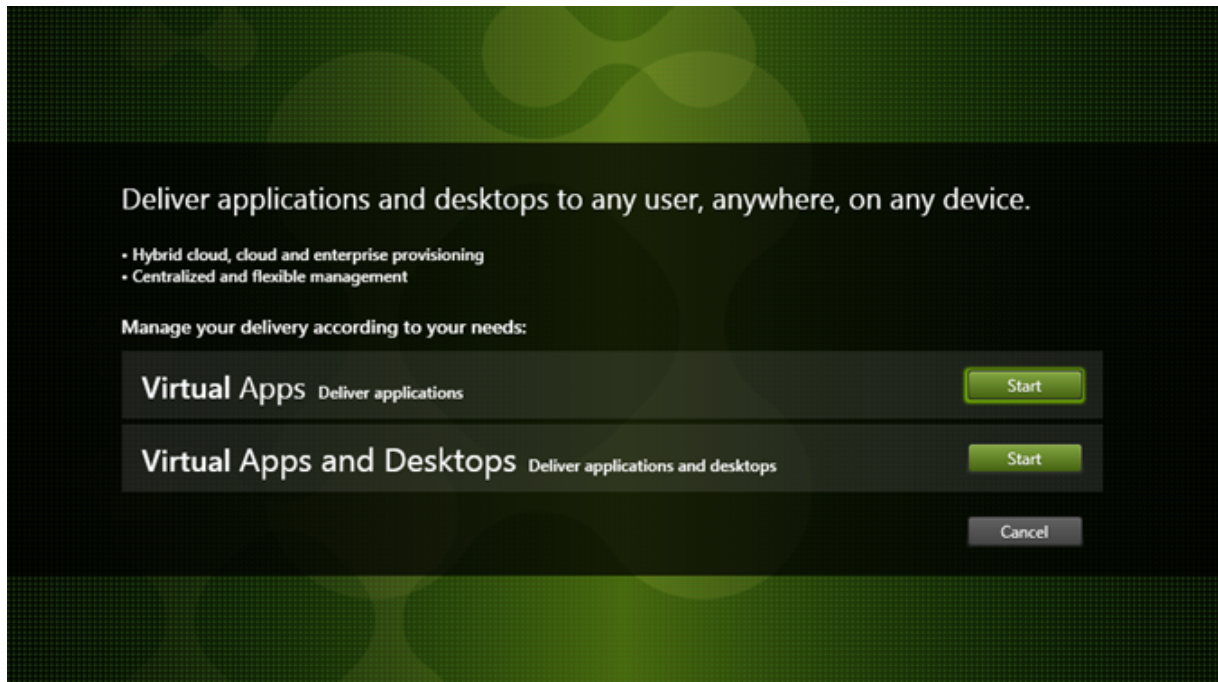 Deliver applications and desktops to any user, anywhere, on any device.
• Hybrid cloud, cloud and enterprise provisioning
• Centralized and flexible management
Manage your delivery according to your needs:
Virtual Apps Deliver applications
Start
Virtual Apps and Desktops Deliver applications and desktops
Start
Cancel